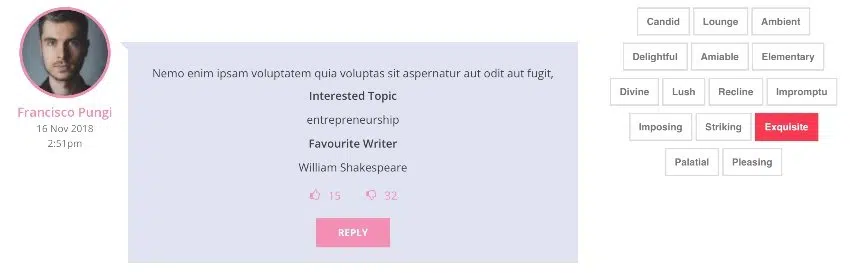 Francisco Pungi
16 Nov 2018
2:51pm
Nemo enim ipsam voluptatem quia voluptas sit aspernatur aut odit aut fugit,
Interested Topic
entrepreneurship
Favourite Writer
William Shakespeare
15 32
REPLY
Candid Lounge Ambient
Delightful Amiable Elementary
Divine Lush Recline Impromptu
Imposing Striking Exquisite
Palatial Pleasing